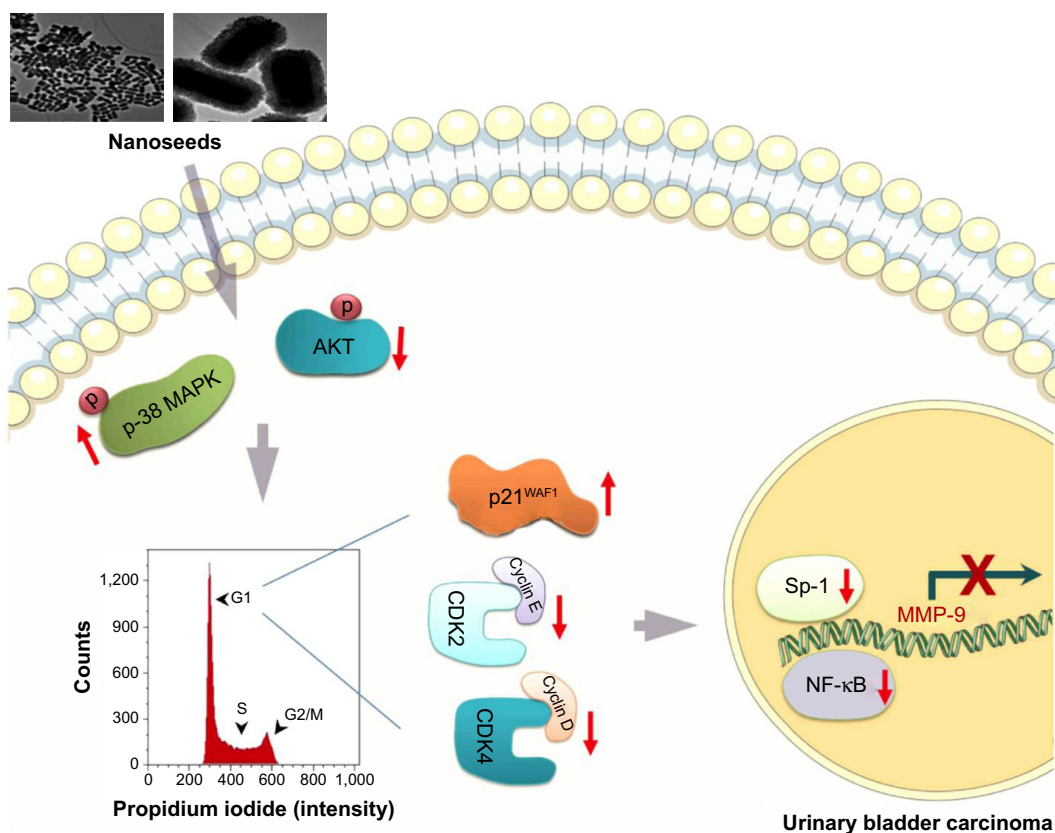 Nanoseeds
p
AKT
p
p-38 MAPK
p21WAF1
Cyclin E
CDK2
Cyclin D
CDK4
1,200
900
600
300
0
Counts
G1
S
G2/M
0 200 400 600 800 1,000
Propidium iodide (intensity)
Sp-1
X
MMP-9
NF-κB
Urinary bladder carcinoma